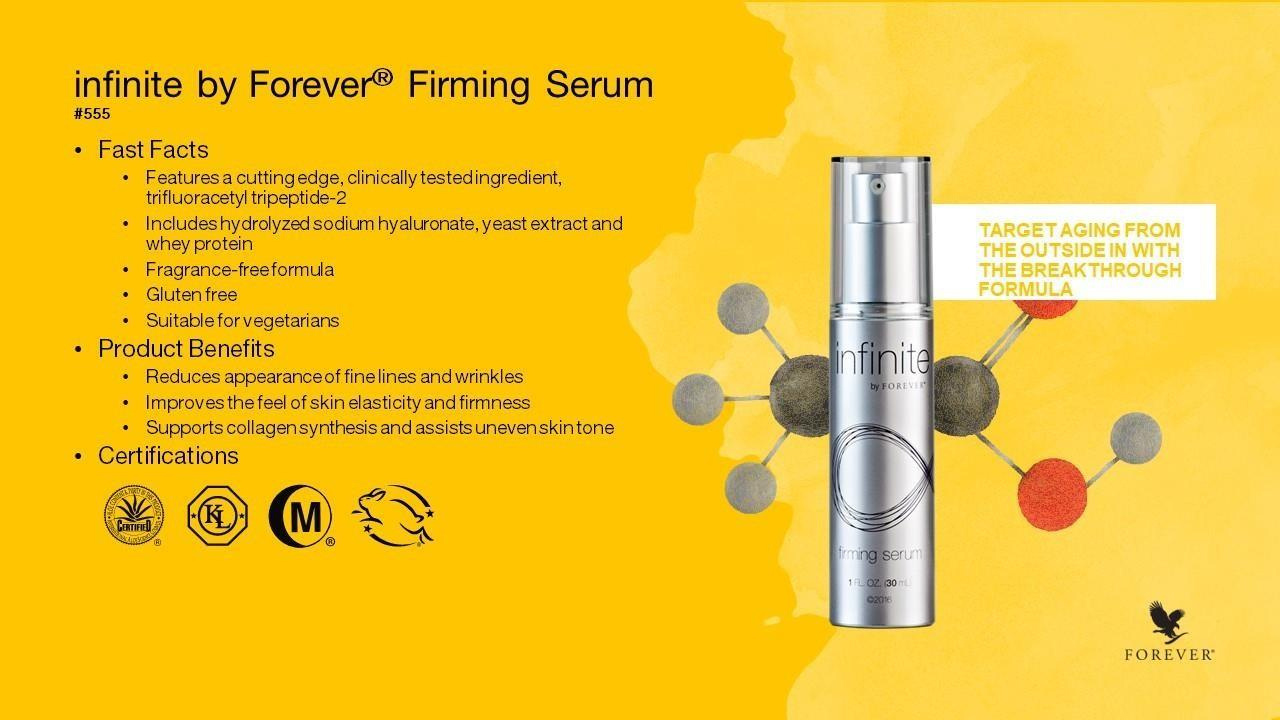 infinite by Forever® Firming Serum
#555
• Fast Facts
• Features a cutting edge, clinically tested ingredient,
trifluoracetyl tripeptide-2
• Includes hydrolyzed sodium hyaluronate, yeast extract and
whey protein
• Fragrance-free formula
• Gluten free
• Suitable for vegetarians
• Product Benefits
• Reduces appearance of fine lines and wrinkles
• Improves the feel of skin elasticity and firmness
• Supports collagen synthesis and assists uneven skin tone
• Certifications
CERTIFIED
®
KL
M®
TARGET AGING FROM
THE OUTSIDE IN WITH
THE BREAKTHROUGH
FORMULA
infinite
by FOREVER®
firming serum
1 FL. OZ. (30 mL)
©2016
FOREVER®